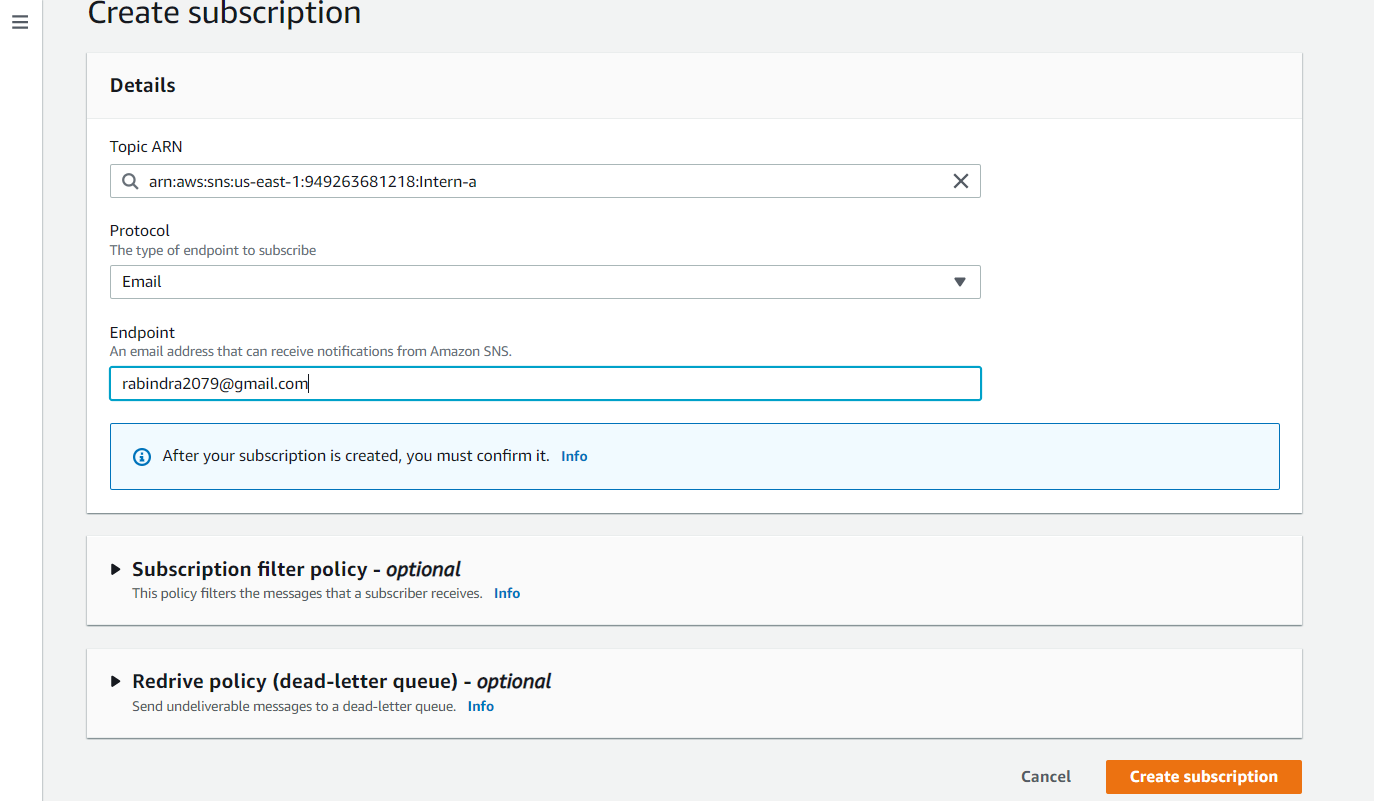 Create subscription
Details
Topic ARN
arn:aws:sns:us-east-1:949263681218:Intern-a
Protocol
The type of endpoint to subscribe
Email
Endpoint
An email address that can receive notifications from Amazon SNS.
rabindra2079@gmail.com
After your subscription is created, you must confirm it. Info
Subscription filter policy - optional
This policy filters the messages that a subscriber receives. Info
Redrive policy (dead-letter queue) - optional
Send undeliverable messages to a dead-letter queue. Info
Cancel Create subscription